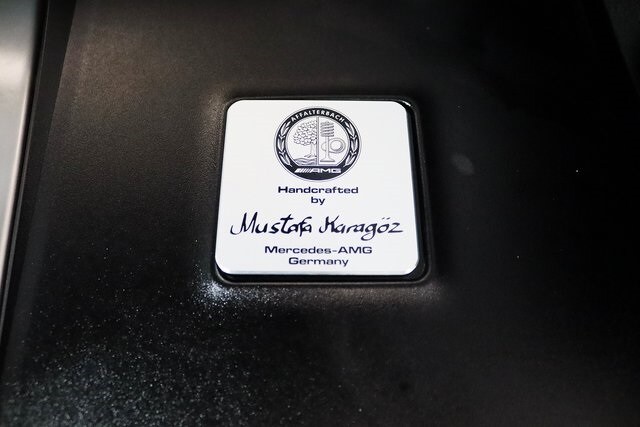 AFFALTERBACH
AMG
Handcrafted
by
Mustafa Karagöz
Mercedes-AMG
Germany